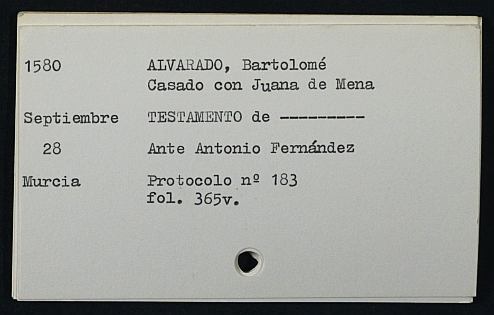 1580 ALVARADO, Bartolomé
Casado con Juana de Mena
Septiembre TESTAMENTO de ---------
28 Ante Antonio Fernández
Murcia Protocolo nº 183
fol. 365v.